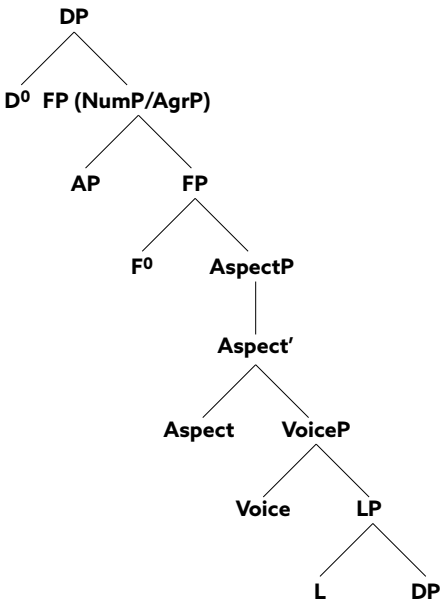 DP
D⁰ FP (NumP/AgrP)
AP FP
F⁰ AspectP
Aspect′
Aspect VoiceP
Voice LP
L DP